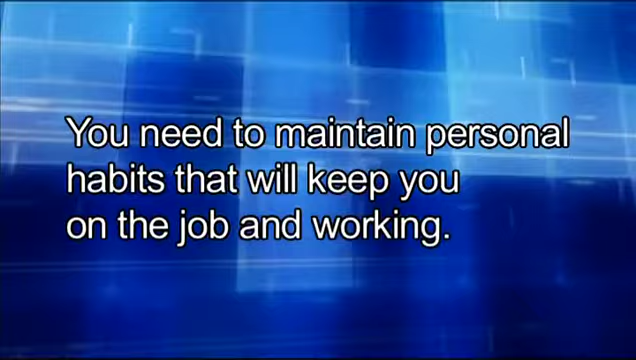 You need to maintain personal
habits that will keep you
on the job and working.